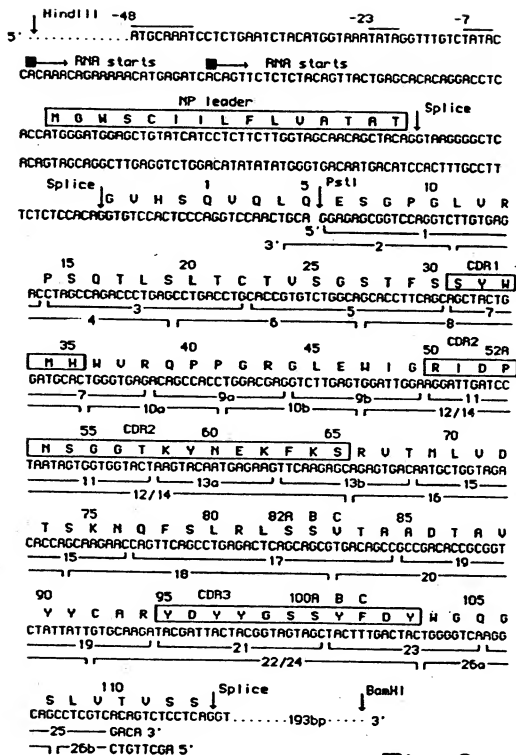 HindIII -48 -23 -7
5' ............ATGCAAATCCTCTGAATCTACATGGTAAATATAGGTTTGTCTATAC
RNA starts RNA starts
CACAAACAGAAAAACATGAGATCACAGTTCTCTCTACAGTTACTGAGCACACAGGACCTC
NP leader
M G W S C I I L F L V A T A T Splice
ACCATGGGATGGAGCTGTATCATCCTCTTCTTGGTAGCAACAGCTACAGGTAAGGGGCTC
ACAGTAGCAGGCTTGAGGTCTGGACATATATATGGGTGACAATGACATCCACTTTGCCTT
Splice 1 5 PstI 10
G V H S Q V Q L Q E S G P G L V R
TCTCTCCACAGGTGTCCACTCCCAGGTCCAACTGCA GGAGAGCGGTCCAGGTCTTGTGAG
5' 1
3' 2
15 20 25 30 CDR1
P S Q T L S L T C T V S G S T F S S Y W
ACCTAGCCAGACCCTGAGCCTGACCTGCACCGTGTCTGGCAGCACCTTCAGCAGCTACTG
3 5 7
4 6 8
35 40 45 50 CDR2 52A
M H W V R Q P P G R G L E W I G R I D P
GATGCACTGGGTGAGACAGCCACCTGGACGAGGTCTTGAGTGGATTGGAAGGATTGATCC
7 9a 9b 11
10a 10b 12/14
55 CDR2 60 65 70
N S G G T K Y N E K F K S R V T M L V D
TAATAGTGGTGGTACTAAGTACAATGAGAAGTTCAAGAGCAGAGTGACAATGCTGGTAGA
11 13a 13b 15
12/14 16
75 80 82A B C 85
T S K N Q F S L R L S S V T A A D T A V
CACCAGCAAGAACCAGTTCAGCCTGAGACTCAGCAGCGTGACAGCCGCCGACACCGCGGT
15 17 19
18 20
90 95 CDR3 100A B C 105
Y Y C A R Y D Y Y G S S Y F D Y W G Q G
CTATTATTGTGCAAGATACGATTACTACGGTAGTAGCTACTTTGACTACTGGGGTCAAGG
19 21 23
22/24 26a
110
S L V T V S S Splice BamHI
CAGCCTCGTCACAGTCTCCTCAGGT.......193bp......3'
25 GACA 3'
26b CTGTTCGA 5'